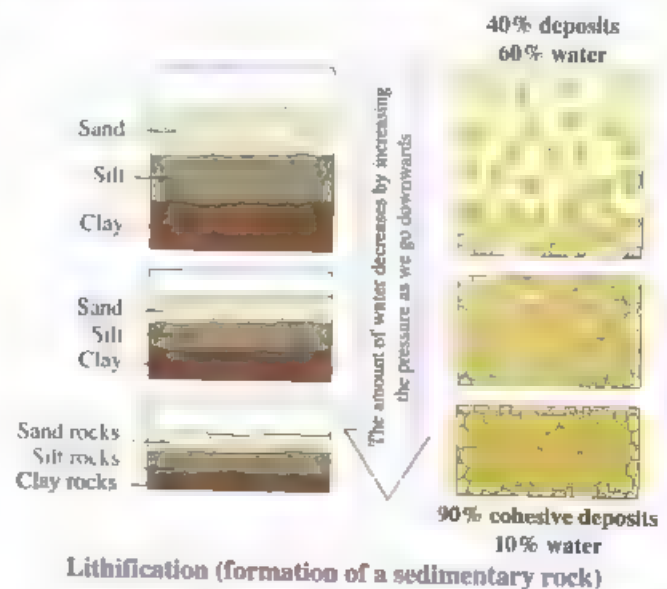 40% deposits
60% water
Sand
Silt
Clay
The amount of water decreases by increasing
the pressure as we go downwards
Sand
Silt
Clay
Sand rocks
Silt rocks
Clay rocks
90% cohesive deposits
10% water
Lithification (formation of a sedimentary rock)